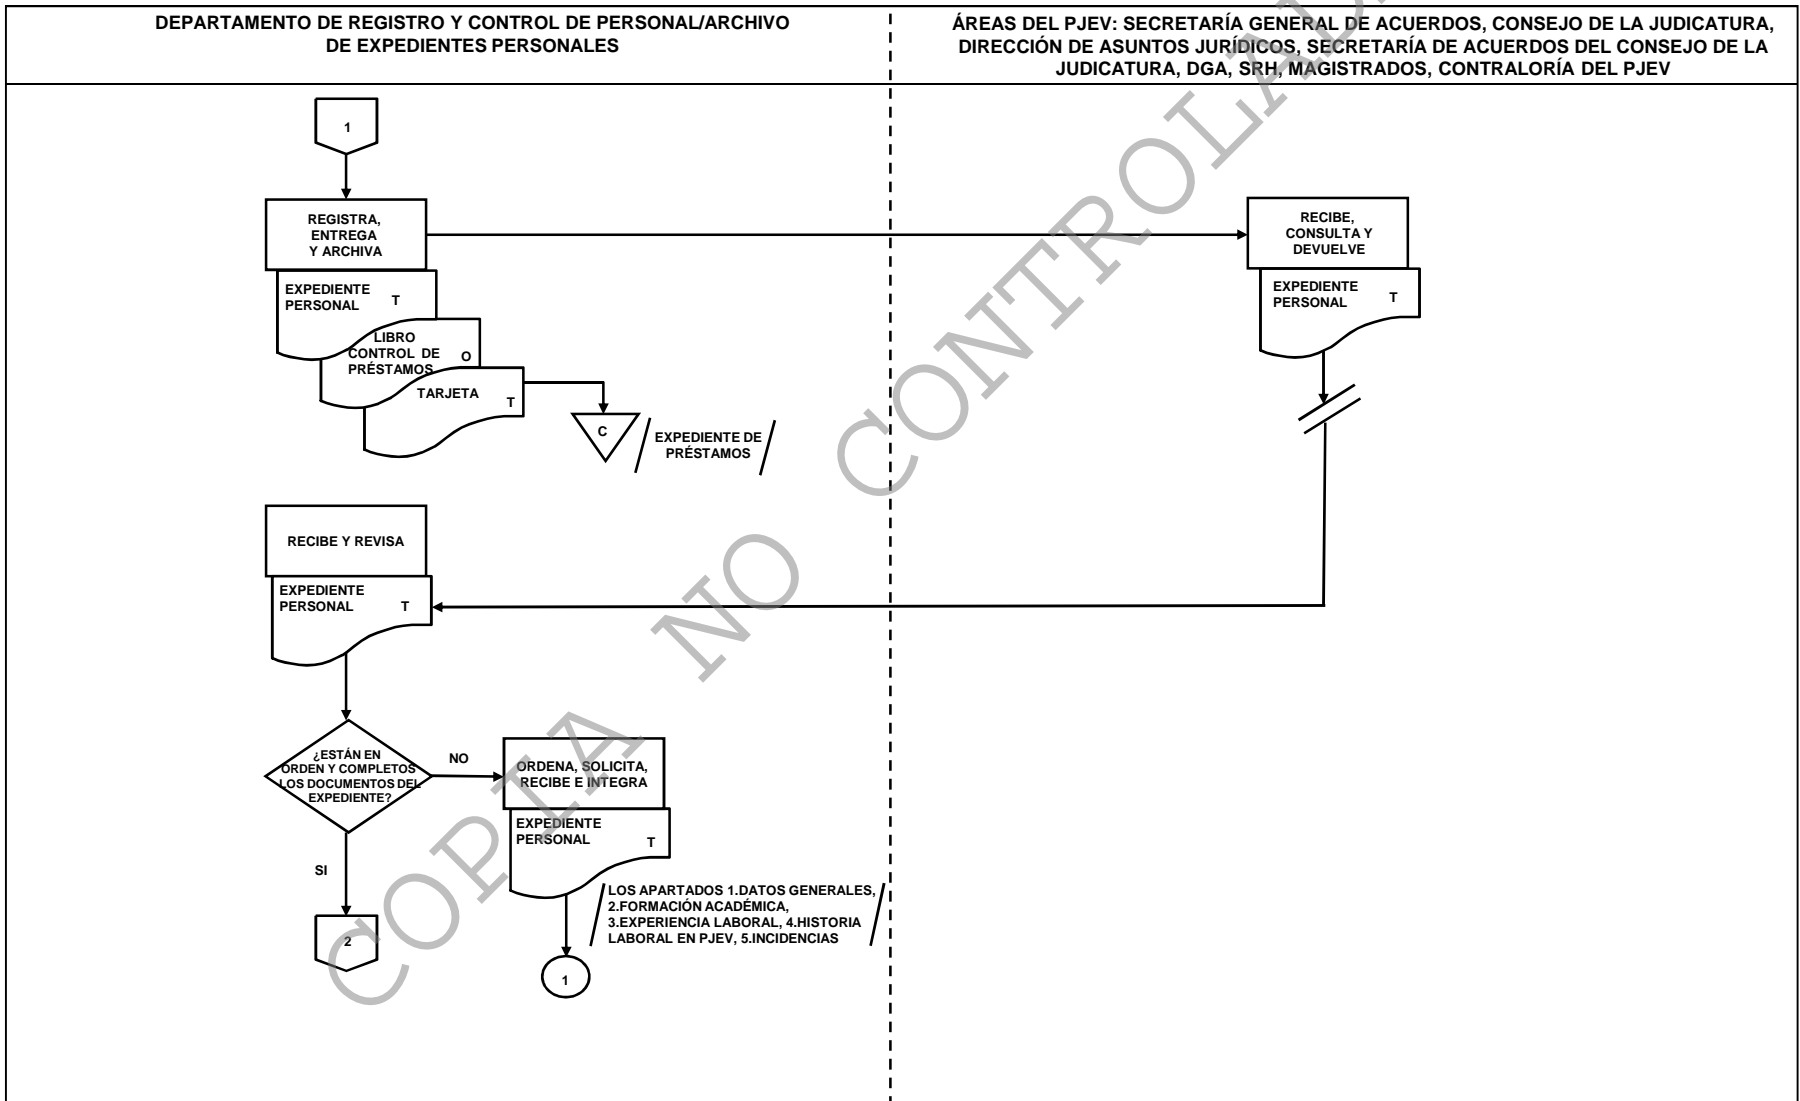 DEPARTAMENTO DE REGISTRO Y CONTROL DE PERSONAL/ARCHIVO
DE EXPEDIENTES PERSONALES
ÁREAS DEL PJEV: SECRETARÍA GENERAL DE ACUERDOS, CONSEJO DE LA JUDICATURA,
DIRECCIÓN DE ASUNTOS JURÍDICOS, SECRETARÍA DE ACUERDOS DEL CONSEJO DE LA
JUDICATURA, DGA, SRH, MAGISTRADOS, CONTRALORÍA DEL PJEV
1
REGISTRA,
ENTREGA
Y ARCHIVA
EXPEDIENTE
PERSONAL T
LIBRO
CONTROL DE O
PRÉSTAMOS
TARJETA
T
C
EXPEDIENTE DE
PRÉSTAMOS
RECIBE,
CONSULTA Y
DEVUELVE
EXPEDIENTE
PERSONAL T
RECIBE Y REVISA
EXPEDIENTE
PERSONAL T
¿ESTÁN EN
ORDEN Y COMPLETOS
LOS DOCUMENTOS DEL
EXPEDIENTE?
NO
SI
2
ORDENA, SOLICITA,
RECIBE E INTEGRA
EXPEDIENTE
PERSONAL T
LOS APARTADOS 1.DATOS GENERALES,
2.FORMACIÓN ACADÉMICA,
3.EXPERIENCIA LABORAL, 4.HISTORIA
LABORAL EN PJEV, 5.INCIDENCIAS
1
COPIA NO CONTROLAD